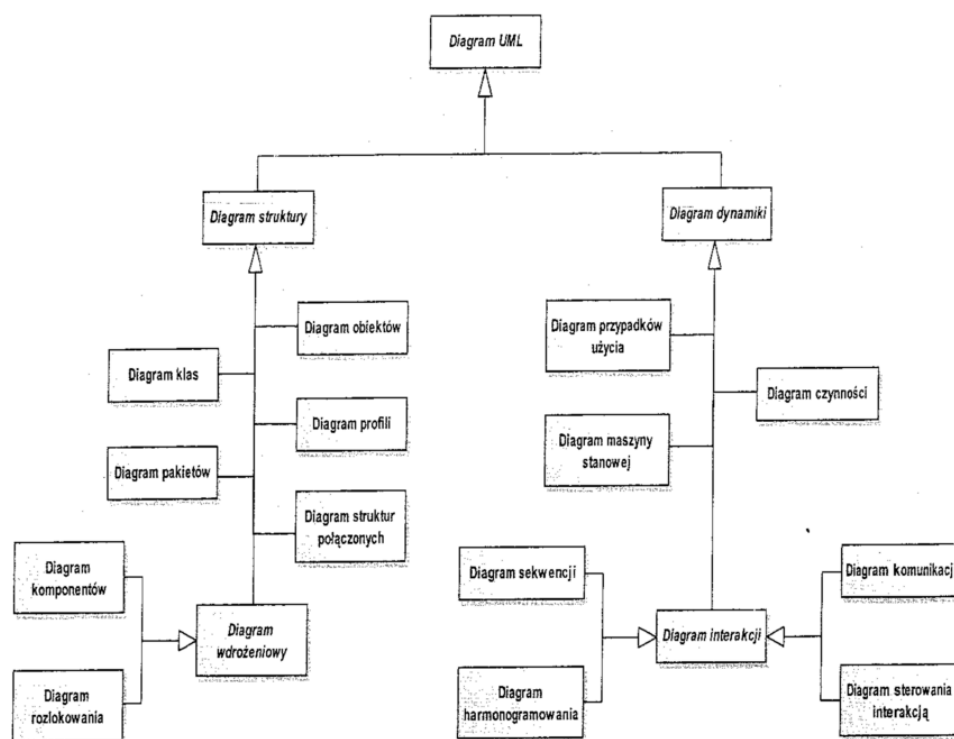 Diagram UML
Diagram struktury
Diagram dynamiki
Diagram obiektów
Diagram przypadków
użycia
Diagram klas
Diagram czynności
Diagram profili
Diagram maszyny
stanowej
Diagram pakietów
Diagram struktur
połączonych
Diagram
komponentów
Diagram sekwencji
Diagram komunikacj
Diagram
wdrożeniowy
Diagram interakcji
Diagram
rozlokowania
Diagram
harmonogramowania
Diagram sterowania
interakcją